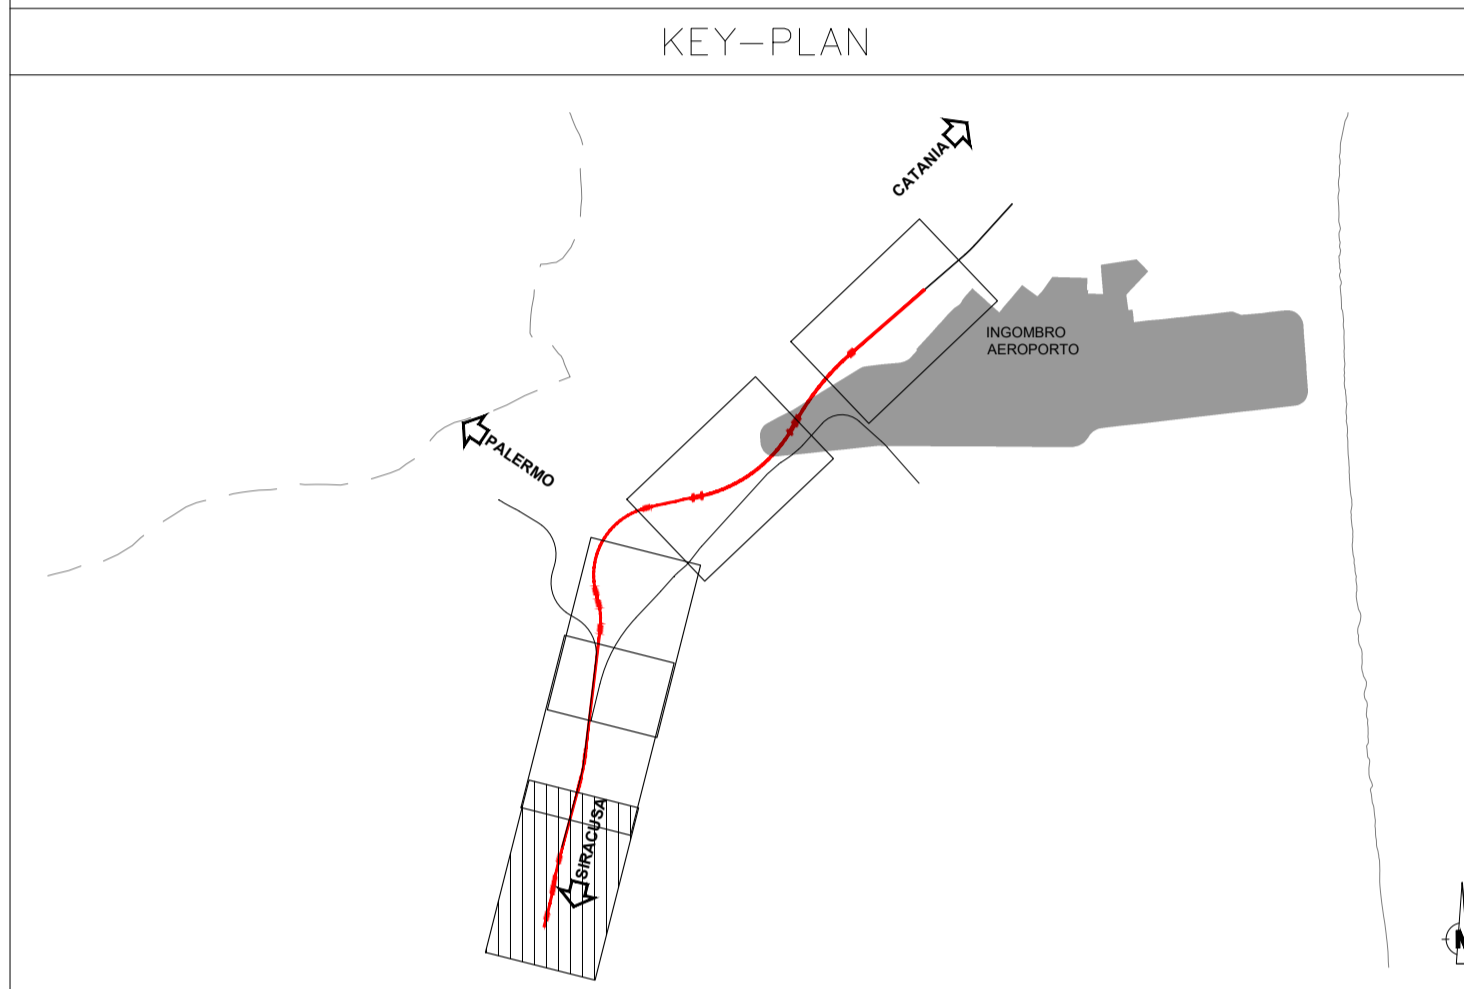 KEY-PLAN
CATANIA
INGOMBRO
AEROPORTO
PALERMO
SIRACUSA
N